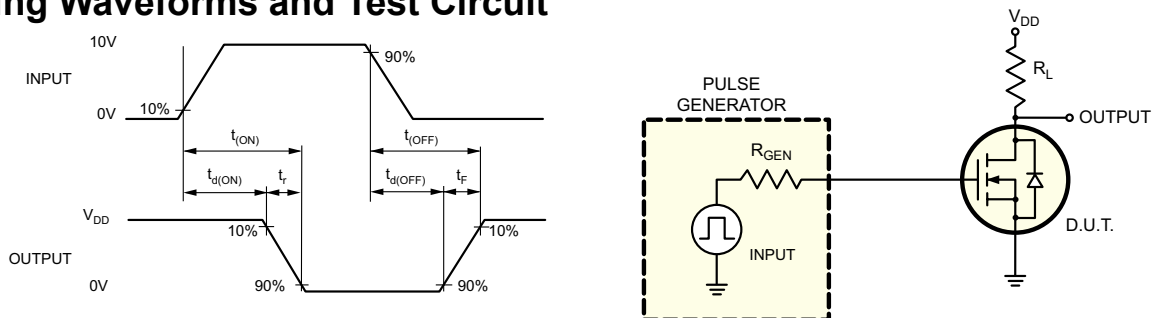 ing Waveforms and Test Circuit
10V
INPUT
0V
10%
90%
t(ON)
t(OFF)
td(ON)
tr
td(OFF)
tF
VDD
OUTPUT
0V
10%
90%
10%
90%
PULSE
GENERATOR
RGEN
INPUT
VDD
RL
OUTPUT
D.U.T.